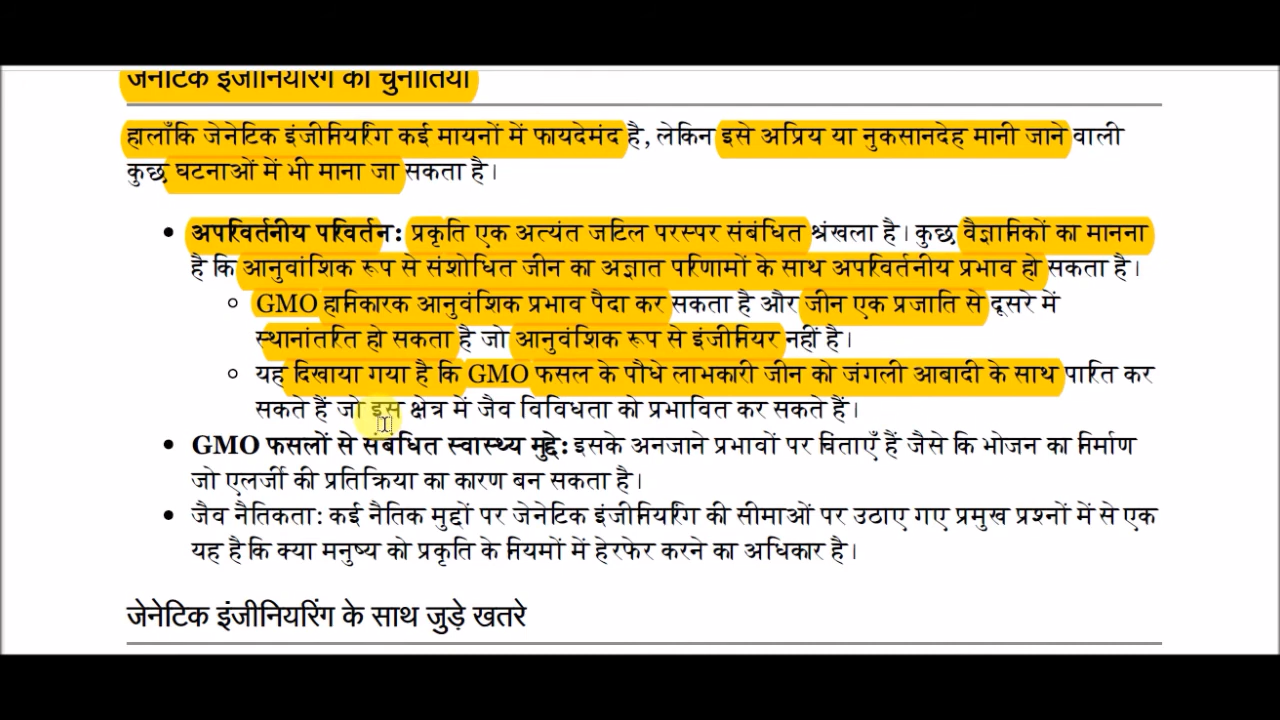 जेनेटिक इंजीनियरिंग की चुनौतियाँ
हालाँकि जेनेटिक इंजीनियरिंग कई मायनों में फायदेमंद है, लेकिन इसे अप्रिय या नुकसानदेह मानी जाने वाली
कुछ घटनाओं में भी माना जा सकता है।
• अपरिवर्तनीय परिवर्तन: प्रकृति एक अत्यंत जटिल परस्पर संबंधित श्रंखला है। कुछ वैज्ञानिकों का मानना
है कि आनुवांशिक रूप से संशोधित जीन का अज्ञात परिणामों के साथ अपरिवर्तनीय प्रभाव हो सकता है।
○ GMO हानिकारक आनुवंशिक प्रभाव पैदा कर सकता है और जीन एक प्रजाति से दूसरे में
स्थानांतरित हो सकता है जो आनुवंशिक रूप से इंजीनियर नहीं है।
○ यह दिखाया गया है कि GMO फसल के पौधे लाभकारी जीन को जंगली आबादी के साथ पारित कर
सकते हैं जो इस क्षेत्र में जैव विविधता को प्रभावित कर सकते हैं।
• GMO फसलों से संबंधित स्वास्थ्य मुद्दे: इसके अनजाने प्रभावों पर चिंताएँ हैं जैसे कि भोजन का निर्माण
जो एलर्जी की प्रतिक्रिया का कारण बन सकता है।
• जैव नैतिकता: कई नैतिक मुद्दों पर जेनेटिक इंजीनियरिंग की सीमाओं पर उठाए गए प्रमुख प्रश्नों में से एक
यह है कि क्या मनुष्य को प्रकृति के नियमों में हेरफेर करने का अधिकार है।
जेनेटिक इंजीनियरिंग के साथ जुड़े खतरे